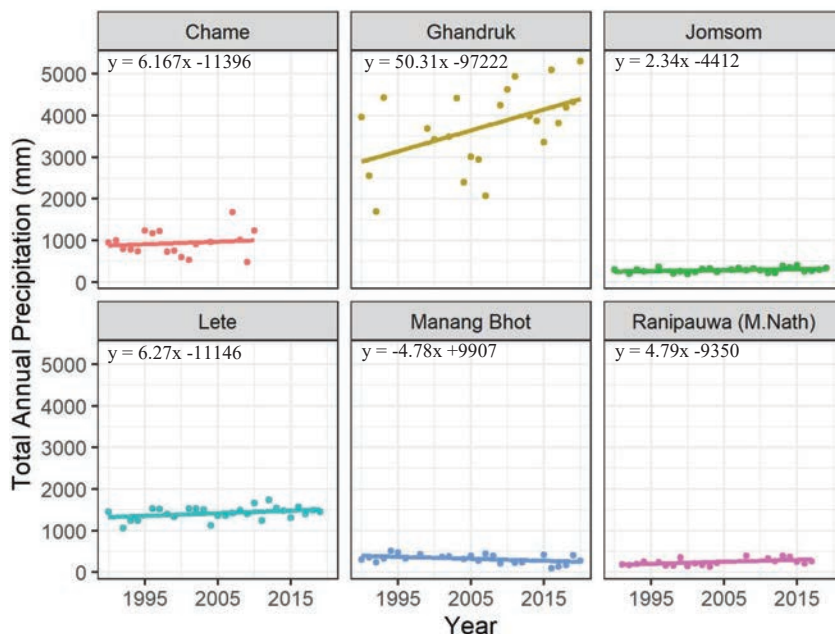 Chame
Ghandruk
Jomsom
y = 6.167x -11396
y = 50.31x -97222
y = 2.34x -4412
5000
4000
3000
2000
1000
0
Lete
Manang Bhot
Ranipauwa (M.Nath)
y = 6.27x -11146
y = -4.78x +9907
y = 4.79x -9350
5000
4000
3000
2000
1000
0
Total Annual Precipitation (mm)
1995 2005 2015
1995 2005 2015
1995 2005 2015
Year